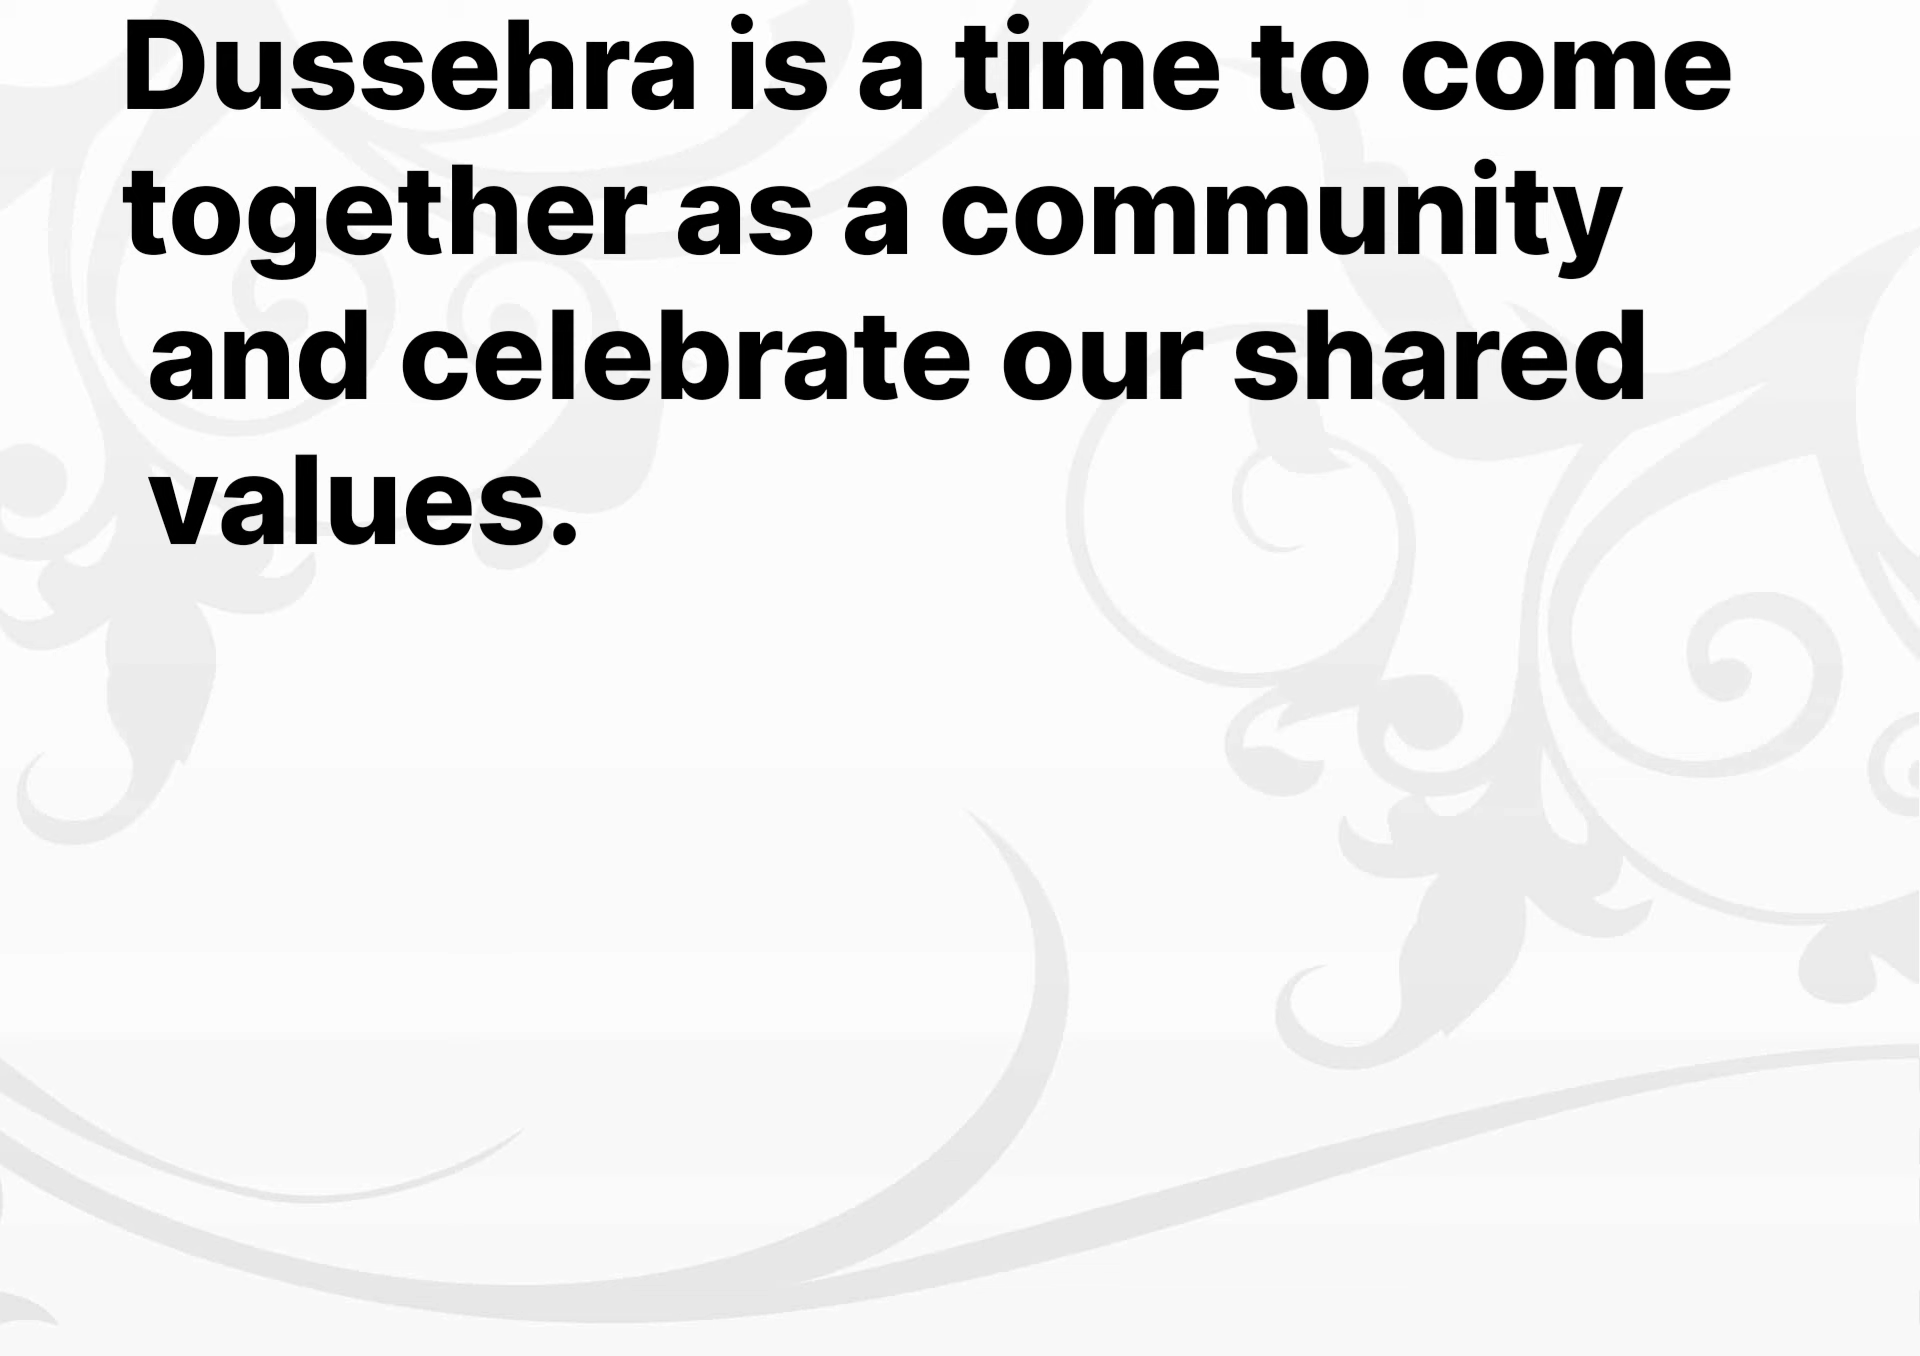 Dussehra is a time to come
together as a community
and celebrate our shared
values.